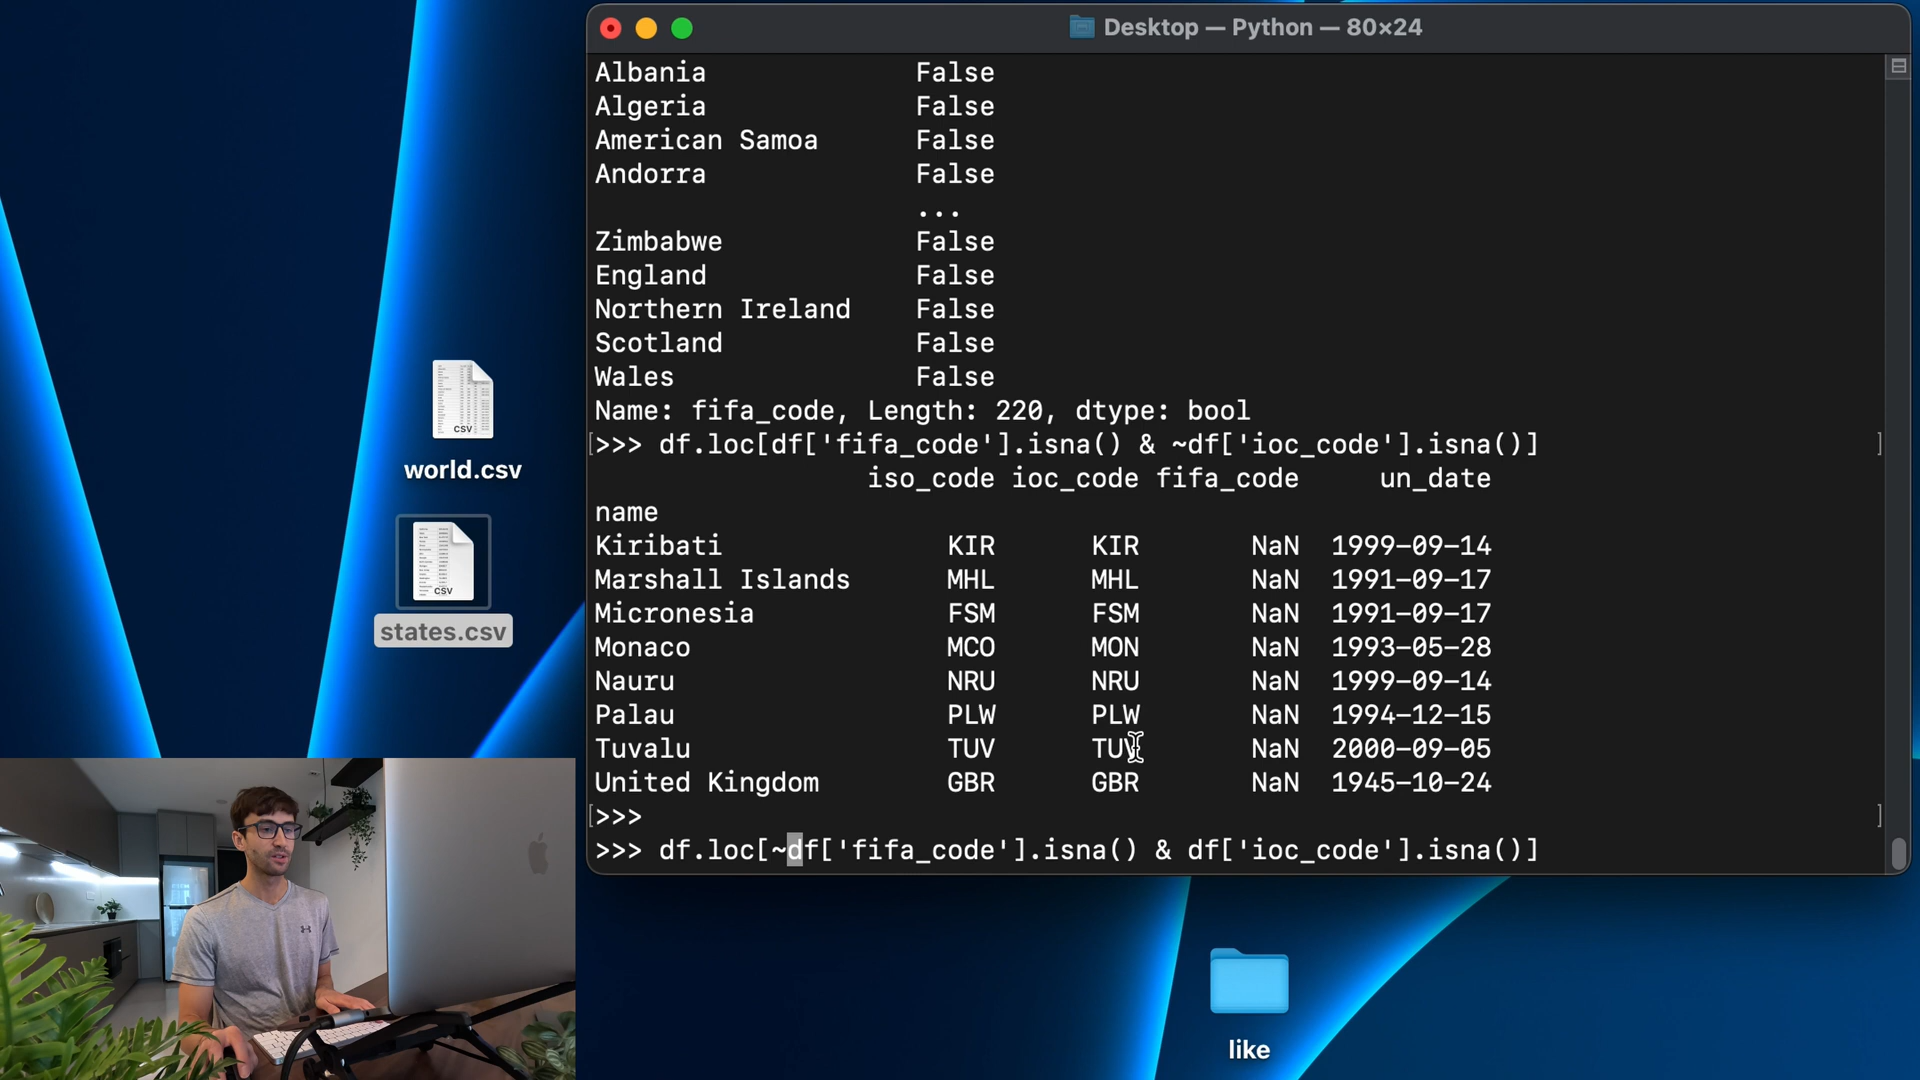 Desktop — Python — 80×24
Albania False
Algeria False
American Samoa False
Andorra False
...
Zimbabwe False
England False
Northern Ireland False
Scotland False
Wales False
Name: fifa_code, Length: 220, dtype: bool
[>>> df.loc[df['fifa_code'].isna() & ~df['ioc_code'].isna()] ]
iso_code ioc_code fifa_code un_date
name
Kiribati KIR KIR NaN 1999-09-14
Marshall Islands MHL MHL NaN 1991-09-17
Micronesia FSM FSM NaN 1991-09-17
Monaco MCO MON NaN 1993-05-28
Nauru NRU NRU NaN 1999-09-14
Palau PLW PLW NaN 1994-12-15
Tuvalu TUV TUV NaN 2000-09-05
United Kingdom GBR GBR NaN 1945-10-24
[>>> ]
>>> df.loc[~df['fifa_code'].isna() & df['ioc_code'].isna()]
CSV
world.csv
CSV
states.csv
like